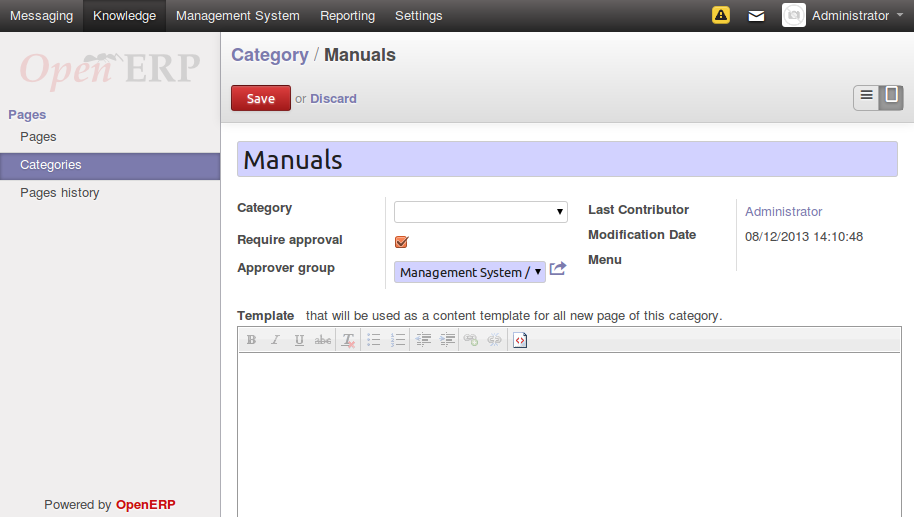 Messaging Knowledge Management System Reporting Settings Administrator
Open ERP
Category / Manuals
Save or Discard
Pages
Pages
Categories
Pages history
Manuals
Category
Require approval
Approver group Management System /
Last Contributor Administrator
Modification Date 08/12/2013 14:10:48
Menu
Template that will be used as a content template for all new page of this category.
B I U abc T
Powered by OpenERP